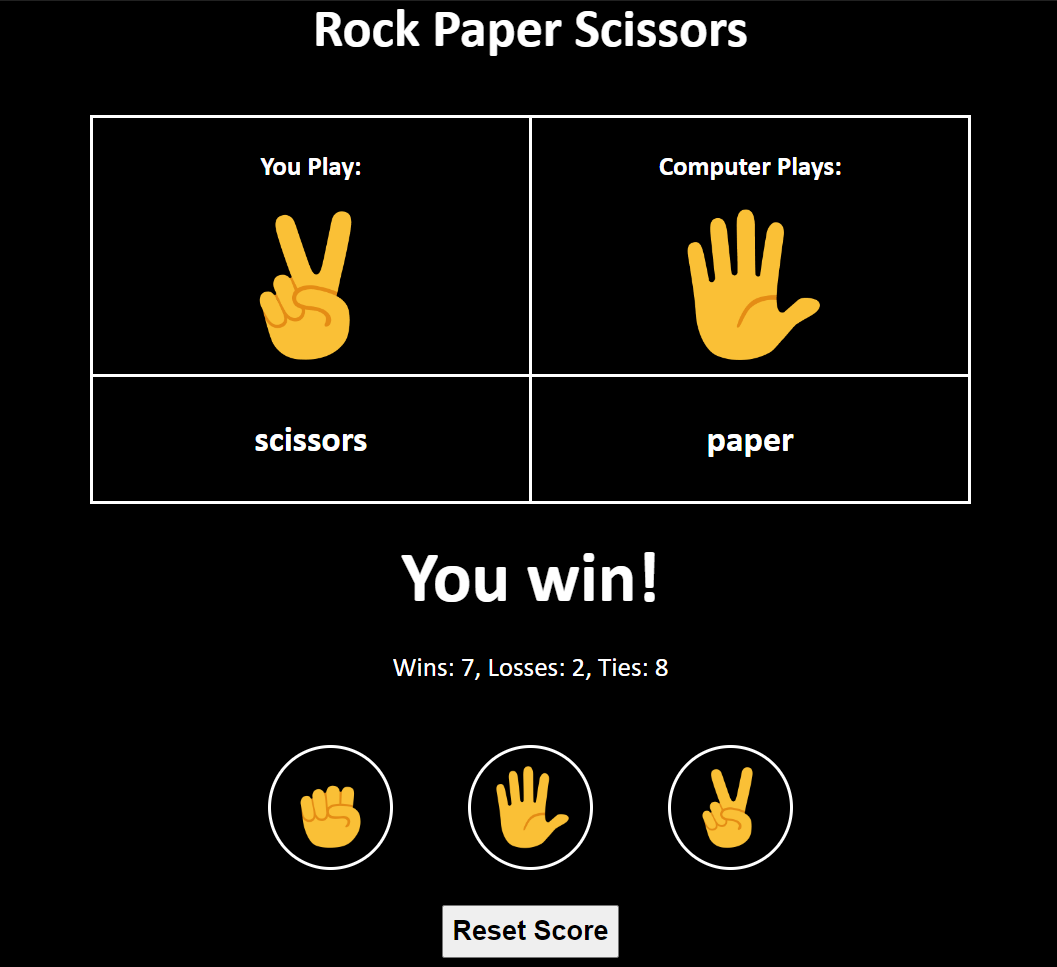 Rock Paper Scissors
You Play:
Computer Plays:
scissors
paper
You win!
Wins: 7, Losses: 2, Ties: 8
Reset Score